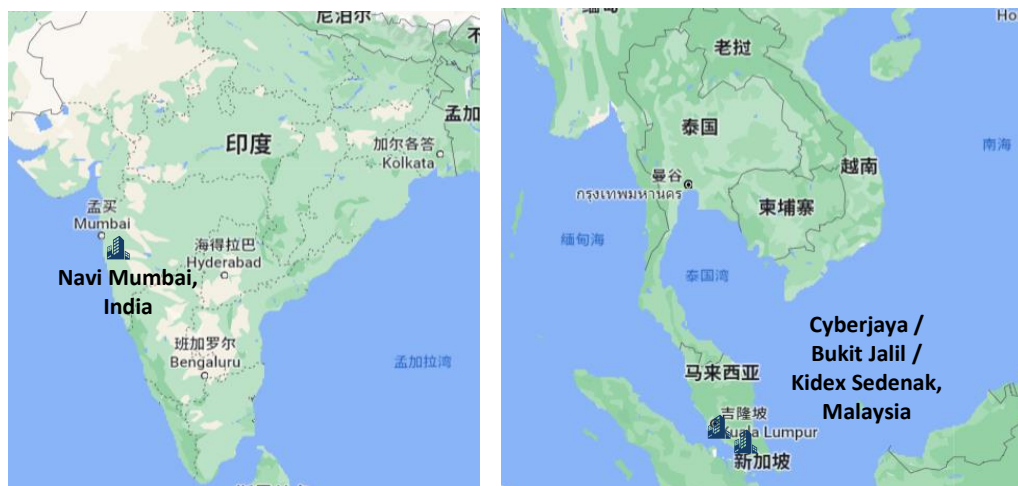 尼泊尔
不
孟加
印度
加尔各答
Kolkata
孟买
Mumbai
海得拉巴
Hyderabad
Navi Mumbai,
India
班加罗尔
Bengaluru
孟加拉湾
缅甸
Ho
老挝
泰国
南海
曼谷
กรุงเทพมหานคร
越南
柬埔寨
缅甸海
泰国湾
Cyberjaya /
Bukit Jalil /
Kidex Sedenak,
Malaysia
马来西亚
吉隆坡
Kuala Lumpur
新加坡